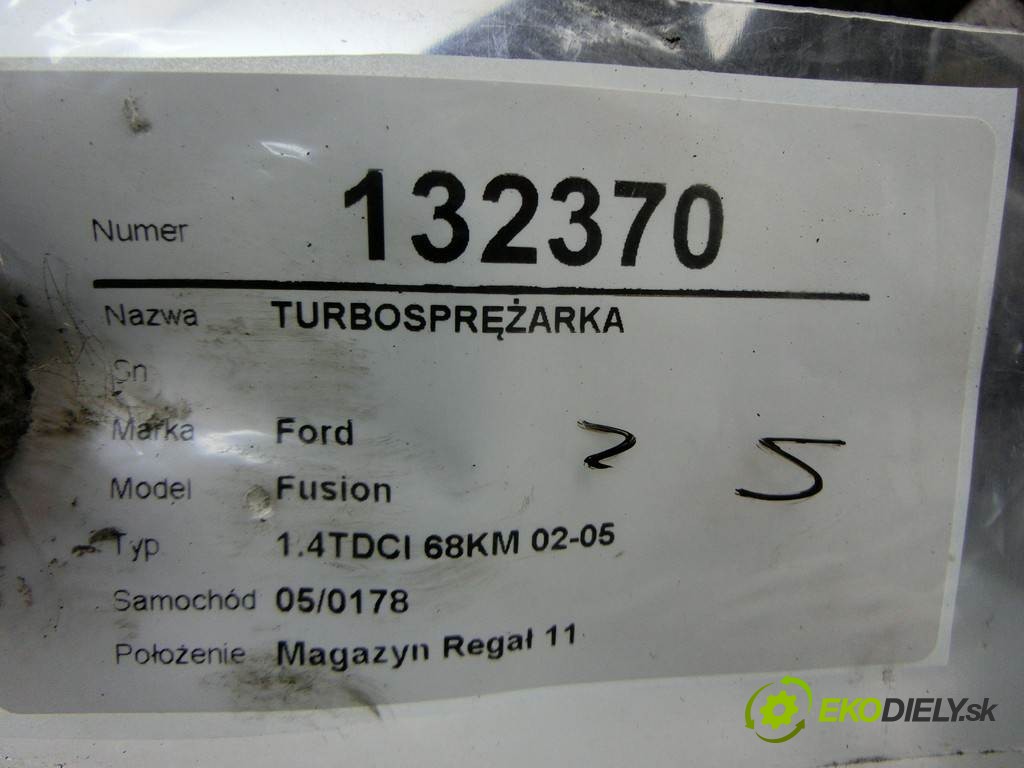 Numer 132370
Nazwa TURBOSPRĘŻARKA
Sn
Marka Ford 2 5
Model Fusion
Typ 1.4TDCI 68KM 02-05
Samochód 05/0178
Położenie Magazyn Regał 11
EKODIELY.sk